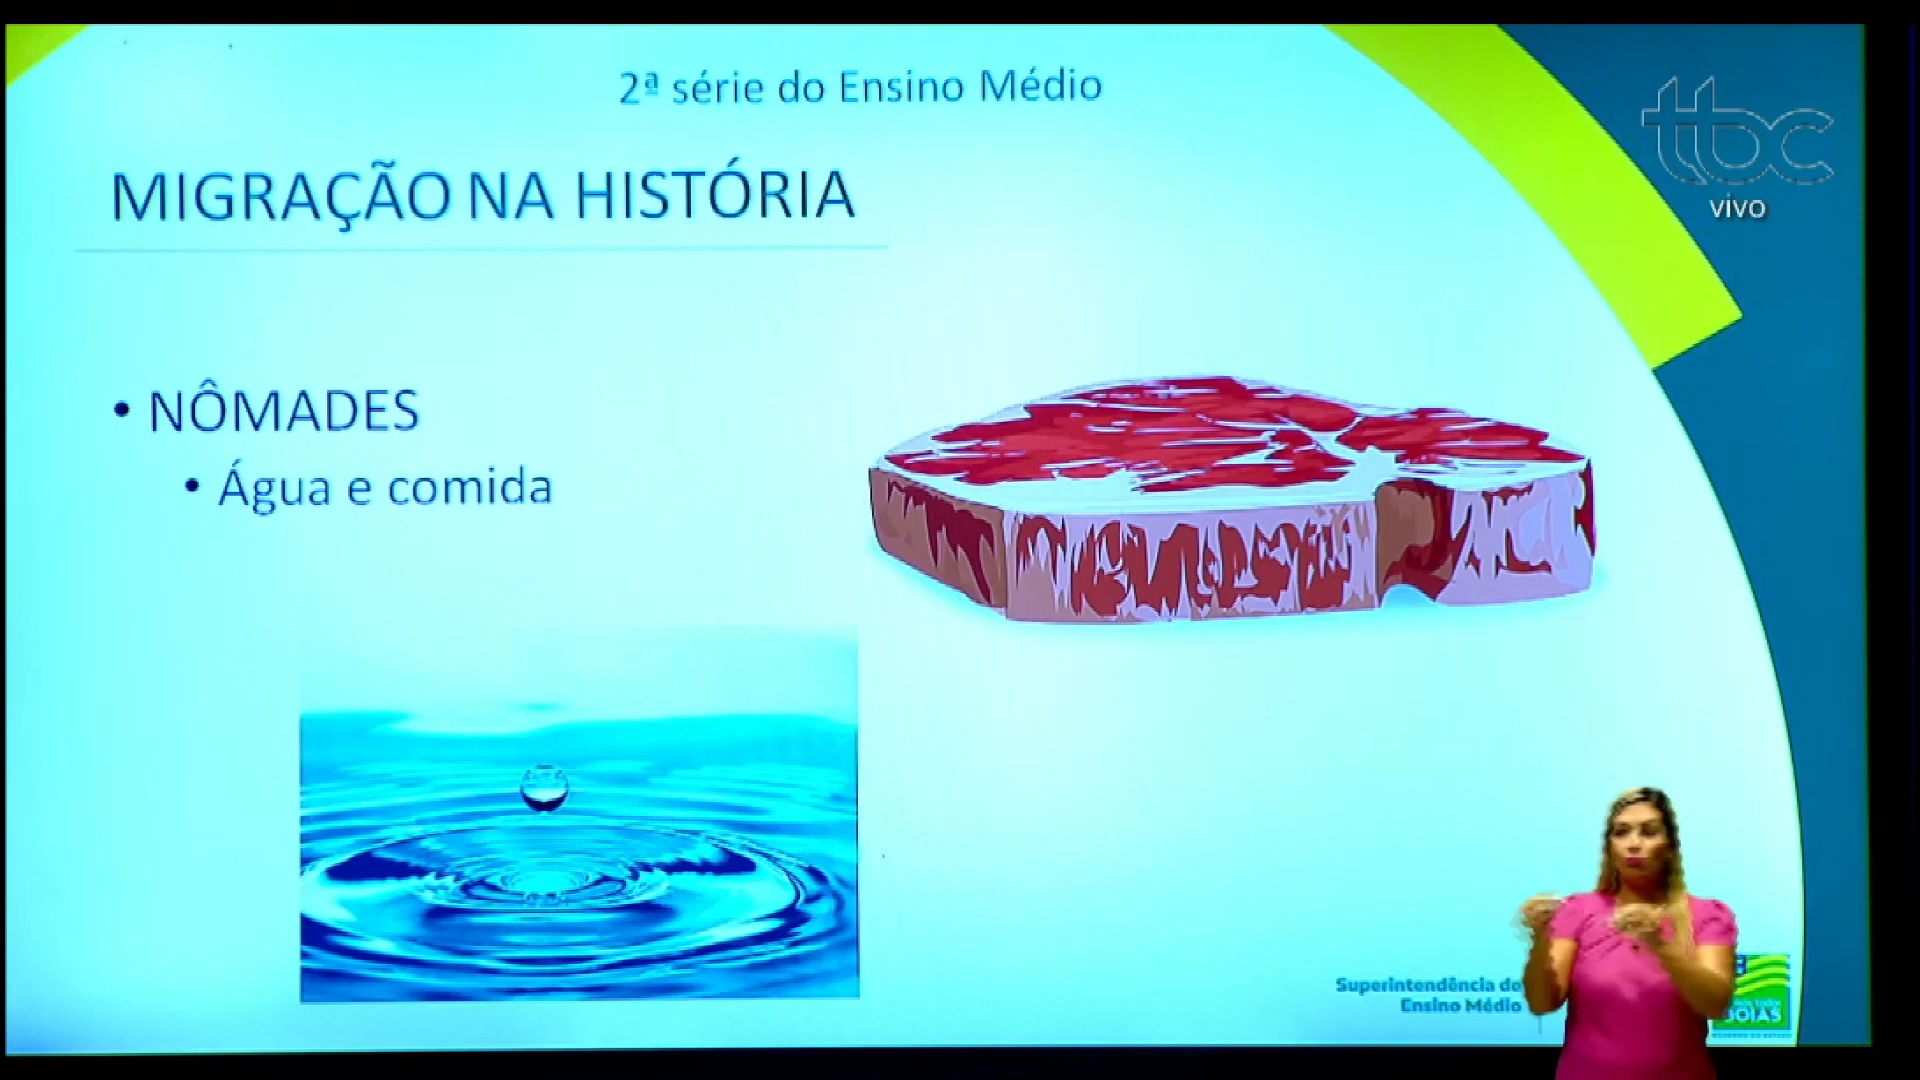 2ª série do Ensino Médio
tbc
vivo
MIGRAÇÃO NA HISTÓRIA
• NÔMADES
• Água e comida
Superintendência de
Ensino Médio
GOIÁS